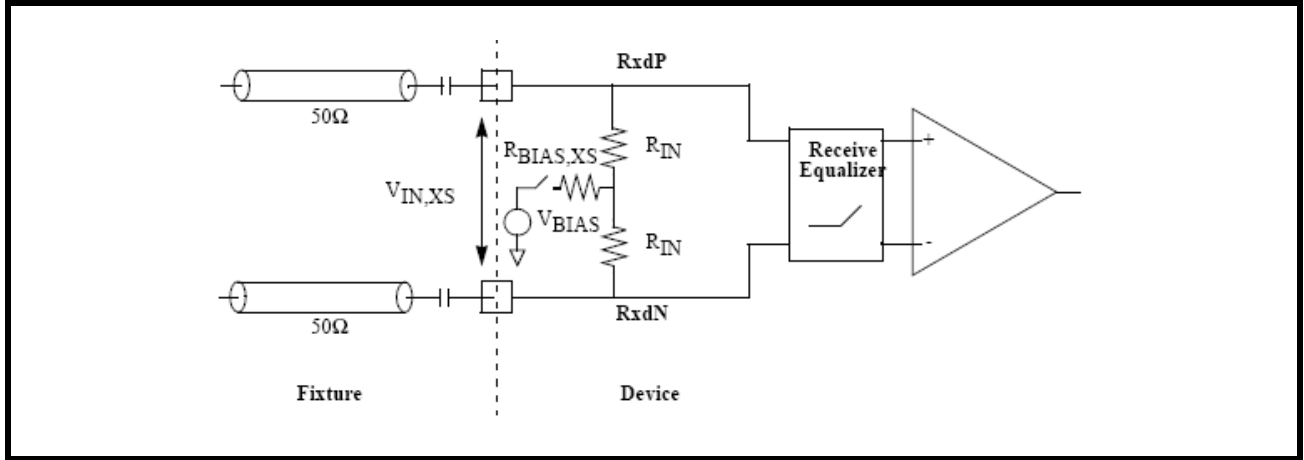 RxdP
50Ω
R_BIAS,XS
R_IN
Receive
Equalizer
+
V_IN,XS
V_BIAS
R_IN
-
50Ω
RxdN
Fixture
Device